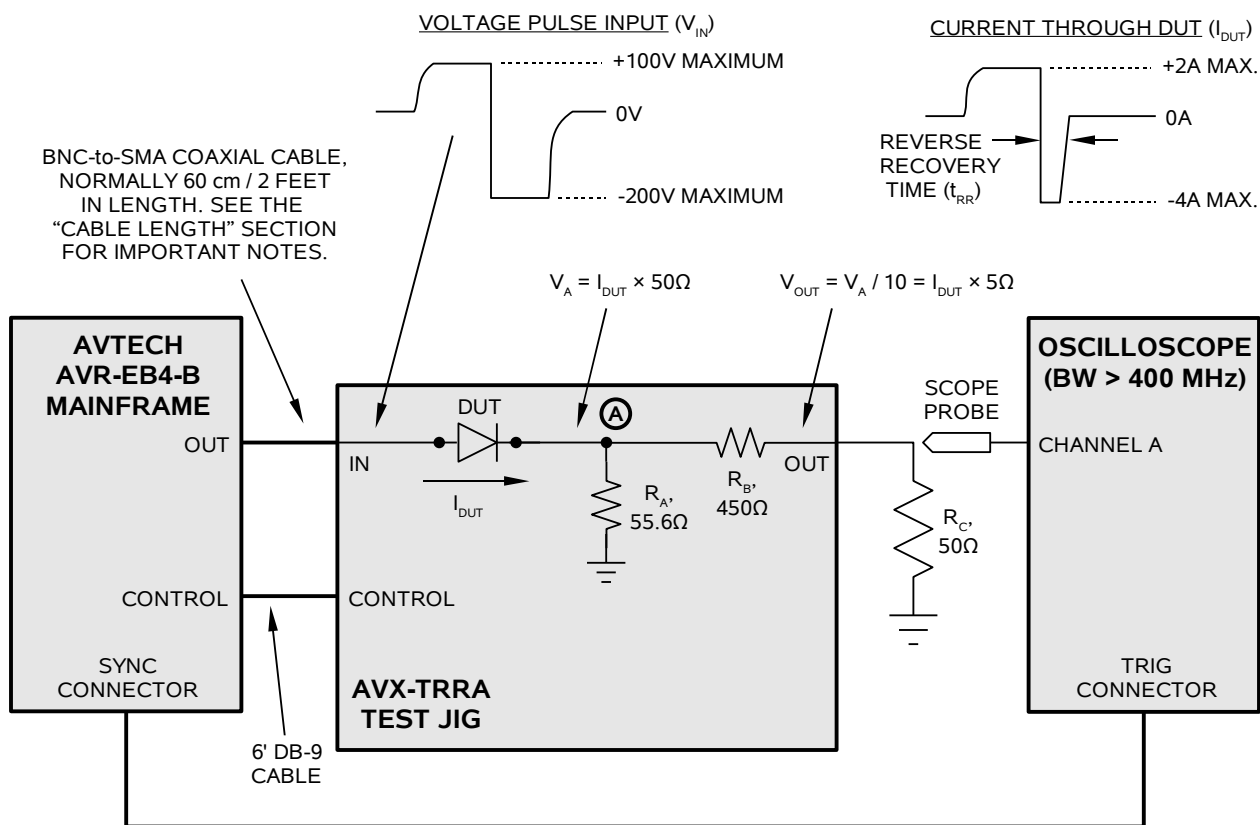 VOLTAGE PULSE INPUT (V_IN)
+100V MAXIMUM
0V
-200V MAXIMUM
CURRENT THROUGH DUT (I_DUT)
+2A MAX.
0A
REVERSE
RECOVERY
TIME (t_RR)
-4A MAX.
BNC-to-SMA COAXIAL CABLE,
NORMALLY 60 cm / 2 FEET
IN LENGTH. SEE THE
“CABLE LENGTH” SECTION
FOR IMPORTANT NOTES.
V_A = I_DUT × 50Ω
V_OUT = V_A / 10 = I_DUT × 5Ω
AVTECH
AVR-EB4-B
MAINFRAME
OUT
CONTROL
SYNC
CONNECTOR
6' DB-9
CABLE
IN
DUT
I_DUT
A
R_A,
55.6Ω
R_B,
450Ω
OUT
CONTROL
AVX-TRRA
TEST JIG
R_C,
50Ω
SCOPE
PROBE
OSCILLOSCOPE
(BW > 400 MHz)
CHANNEL A
TRIG
CONNECTOR